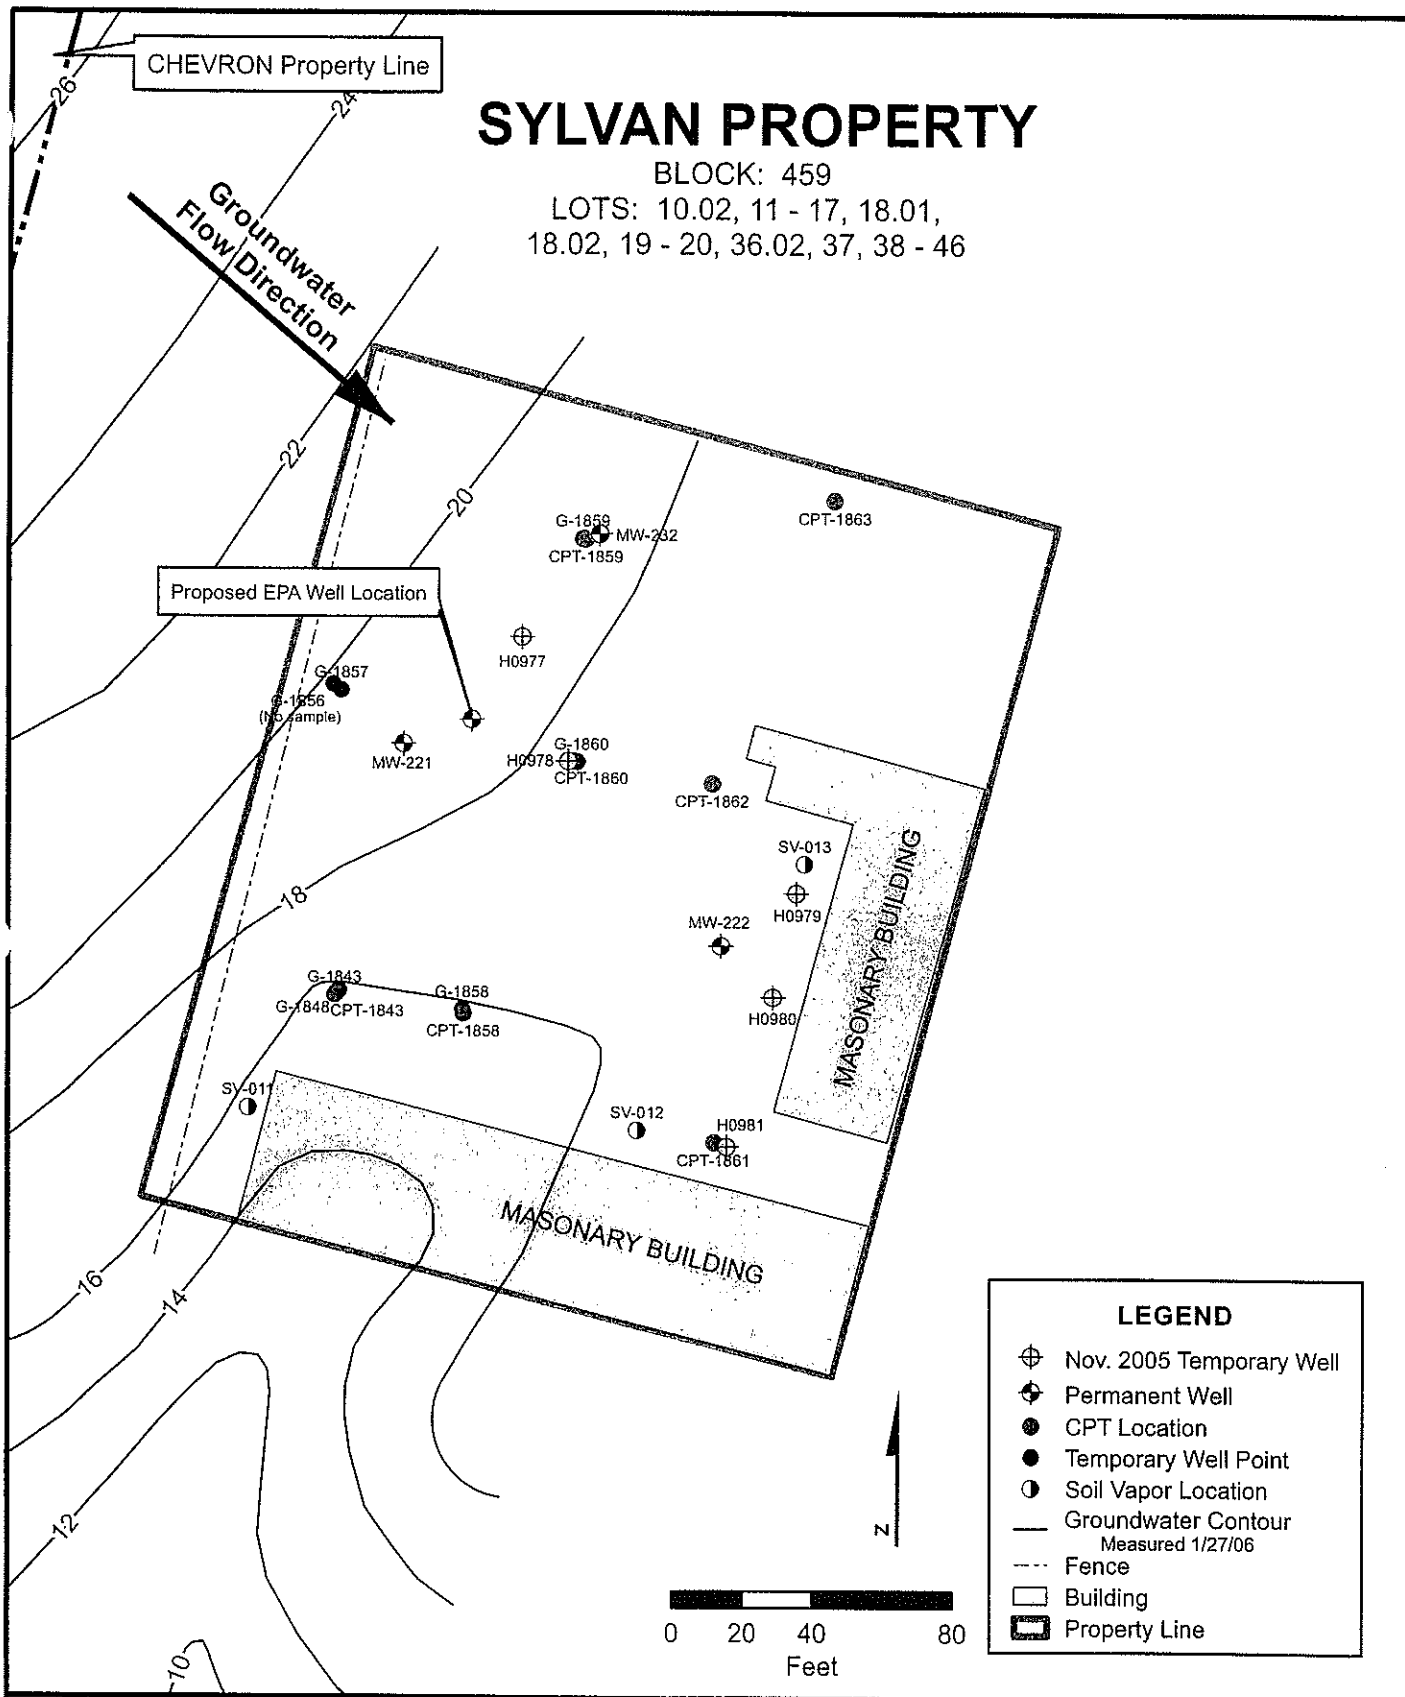 CHEVRON Property Line
26
24
SYLVAN PROPERTY
BLOCK: 459
LOTS: 10.02, 11 - 17, 18.01,
18.02, 19 - 20, 36.02, 37, 38 - 46
Groundwater
Flow Direction
22
20
G-1859
MW-232
CPT-1859
CPT-1863
Proposed EPA Well Location
H0977
G-1857
G-1856
(No sample)
MW-221
G-1860
H0978
CPT-1860
CPT-1862
SV-013
H0979
MASONARY BUILDING
18
MW-222
H0980
G-1843
G-1848
CPT-1843
G-1858
CPT-1858
SV-011
SV-012
H0981
CPT-1861
MASONARY BUILDING
16
14
12
10
LEGEND
Nov. 2005 Temporary Well
Permanent Well
CPT Location
Temporary Well Point
Soil Vapor Location
Groundwater Contour
Measured 1/27/06
Fence
Building
Property Line
N
0 20 40 80
Feet